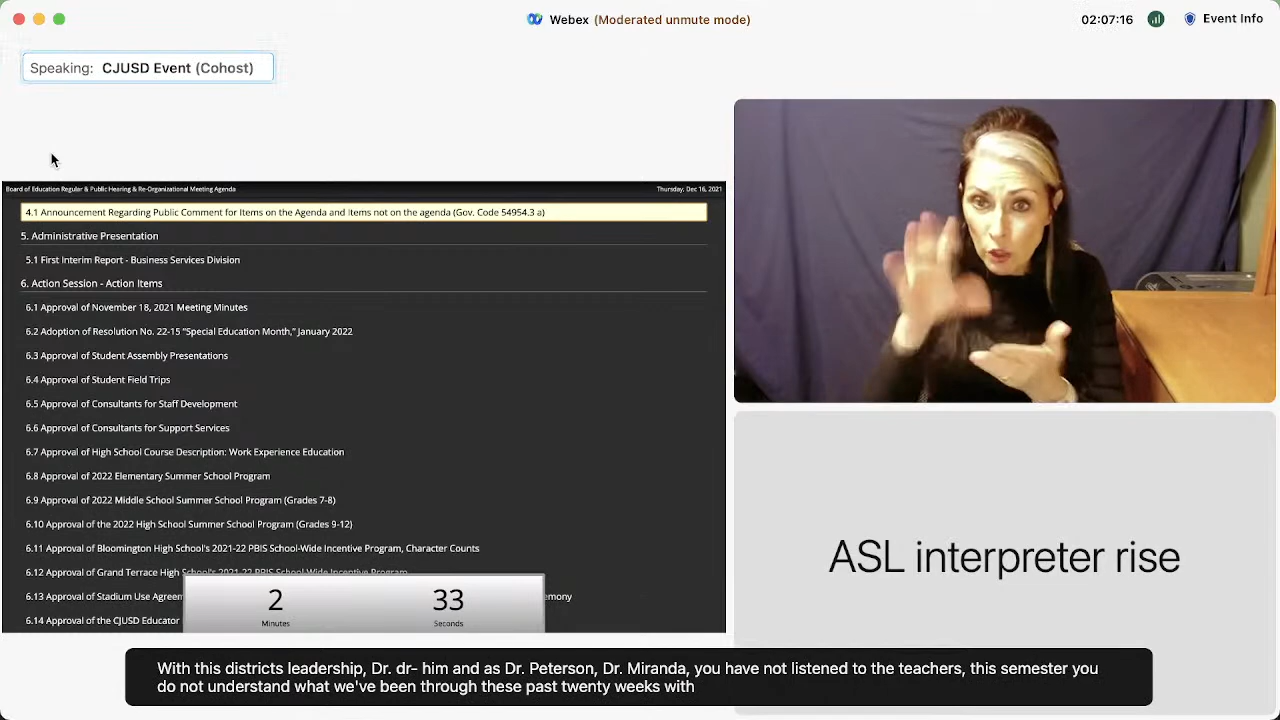 Webex (Moderated unmute mode)
02:07:16
Event Info
Speaking: CJUSD Event (Cohost)
Board of Education Regular & Public Hearing & Re-Organizational Meeting Agenda
Thursday, Dec 16, 2021
4.1 Announcement Regarding Public Comment for Items on the Agenda and Items not on the agenda (Gov. Code 54954.3 a)
5. Administrative Presentation
5.1 First Interim Report - Business Services Division
6. Action Session - Action Items
6.1 Approval of November 18, 2021 Meeting Minutes
6.2 Adoption of Resolution No. 22-15 "Special Education Month," January 2022
6.3 Approval of Student Assembly Presentations
6.4 Approval of Student Field Trips
6.5 Approval of Consultants for Staff Development
6.6 Approval of Consultants for Support Services
6.7 Approval of High School Course Description: Work Experience Education
6.8 Approval of 2022 Elementary Summer School Program
6.9 Approval of 2022 Middle School Summer School Program (Grades 7-8)
6.10 Approval of the 2022 High School Summer School Program (Grades 9-12)
6.11 Approval of Bloomington High School's 2021-22 PBIS School-Wide Incentive Program, Character Counts
6.12 Approval of Grand Terrace High School's 2021-22 PBIS School-Wide Incentive Program
6.13 Approval of Stadium Use Agreem
emony
6.14 Approval of the CJUSD Educator
2 33
Minutes Seconds
ASL interpreter rise
With this districts leadership, Dr. dr- him and as Dr. Peterson, Dr. Miranda, you have not listened to the teachers, this semester you
do not understand what we've been through these past twenty weeks with